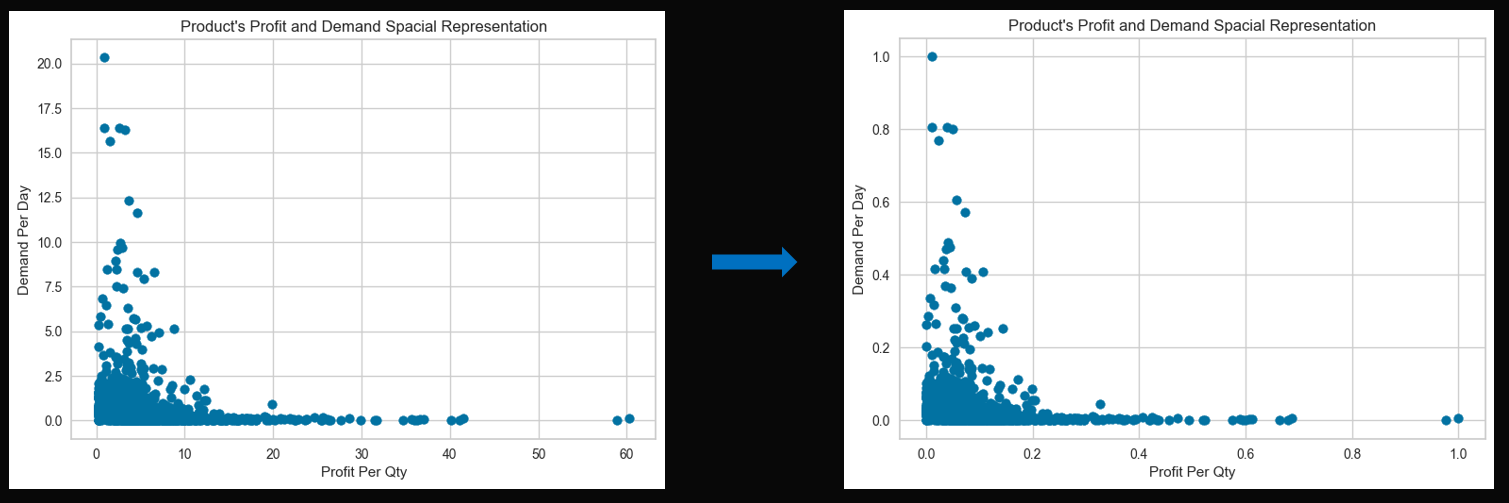 Product's Profit and Demand Spacial Representation
20.0
17.5
15.0
12.5
10.0
7.5
5.0
2.5
0.0
Demand Per Day
0 10 20 30 40 50 60
Profit Per Qty
Product's Profit and Demand Spacial Representation
1.0
0.8
0.6
0.4
0.2
0.0
Demand Per Day
0.0 0.2 0.4 0.6 0.8 1.0
Profit Per Qty